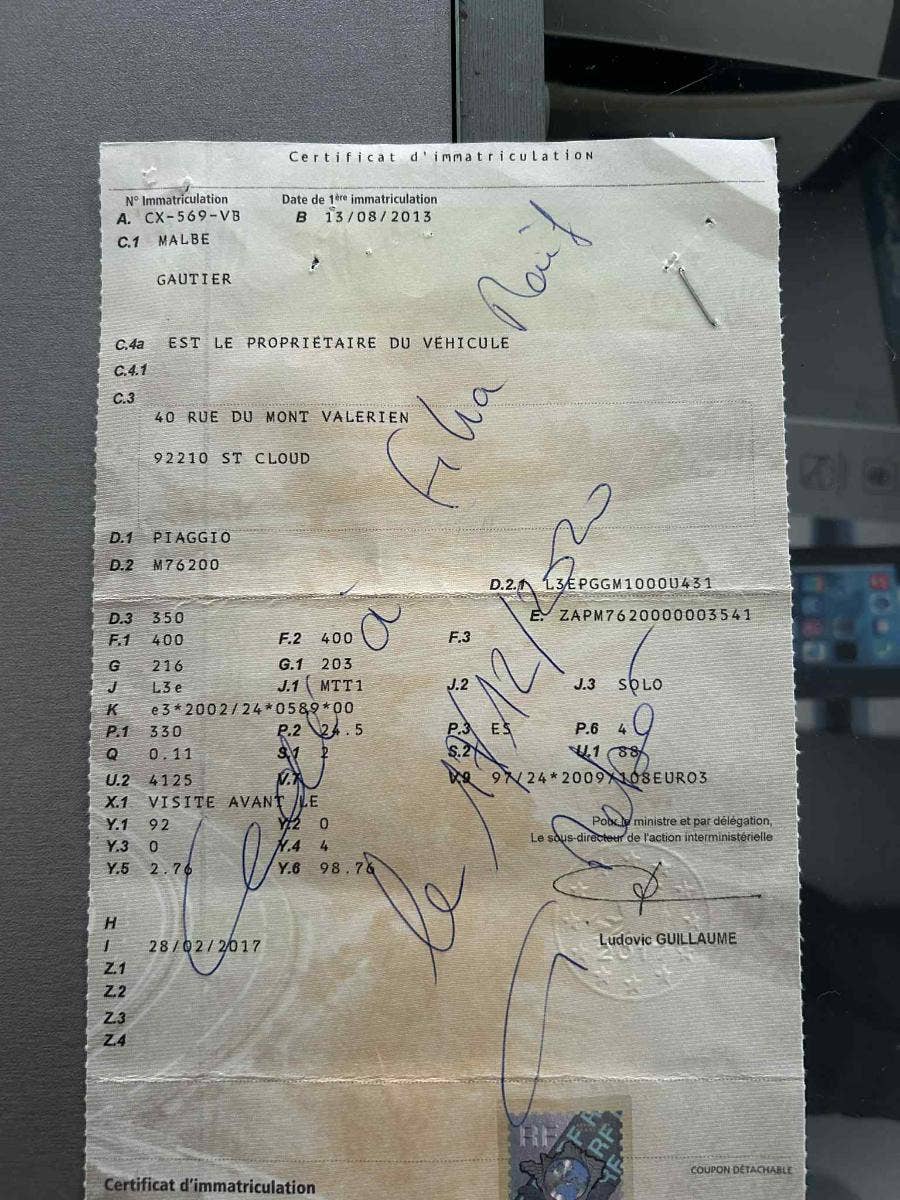 Certificat d'immatriculation
N° Immatriculation Date de 1ère immatriculation
A. CX-569-VB B 13/08/2013
C.1 MALBE
GAUTIER
C.4a EST LE PROPRIÉTAIRE DU VÉHICULE
C.4.1
C.3
40 RUE DU MONT VALERIEN
92210 ST CLOUD
D.1 PIAGGIO
D.2 M76200
D.2.1 L3EPGGM1000U431
D.3 350 E. ZAPM7620000003541
F.1 400 F.2 400 F.3
G 216 G.1 203
J L3e J.1 MTT1 J.2 J.3 SOLO
K e3*2002/24*0589*00
P.1 330 P.2 24.5 P.3 ES P.6 4
Q 0.11 S.1 2 S.2 U.1 88
U.2 4125 V.7 V.9 97/24*2009/108EURO3
X.1 VISITE AVANT LE
Y.1 92 Y.2 0
Y.3 0 Y.4 4
Y.5 2.76 Y.6 98.76
Pour le ministre et par délégation,
Le sous-directeur de l'action interministérielle
H
I 28/02/2017
Ludovic GUILLAUME
Z.1
Z.2
Z.3
Z.4
Cédé à
le 17/12/2020
RF
COUPON DÉTACHABLE
Certificat d'immatriculation